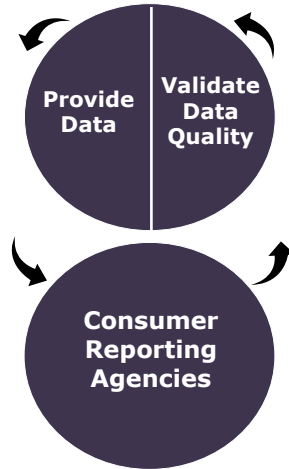 Provide
Data
Validate
Data
Quality
Consumer
Reporting
Agencies